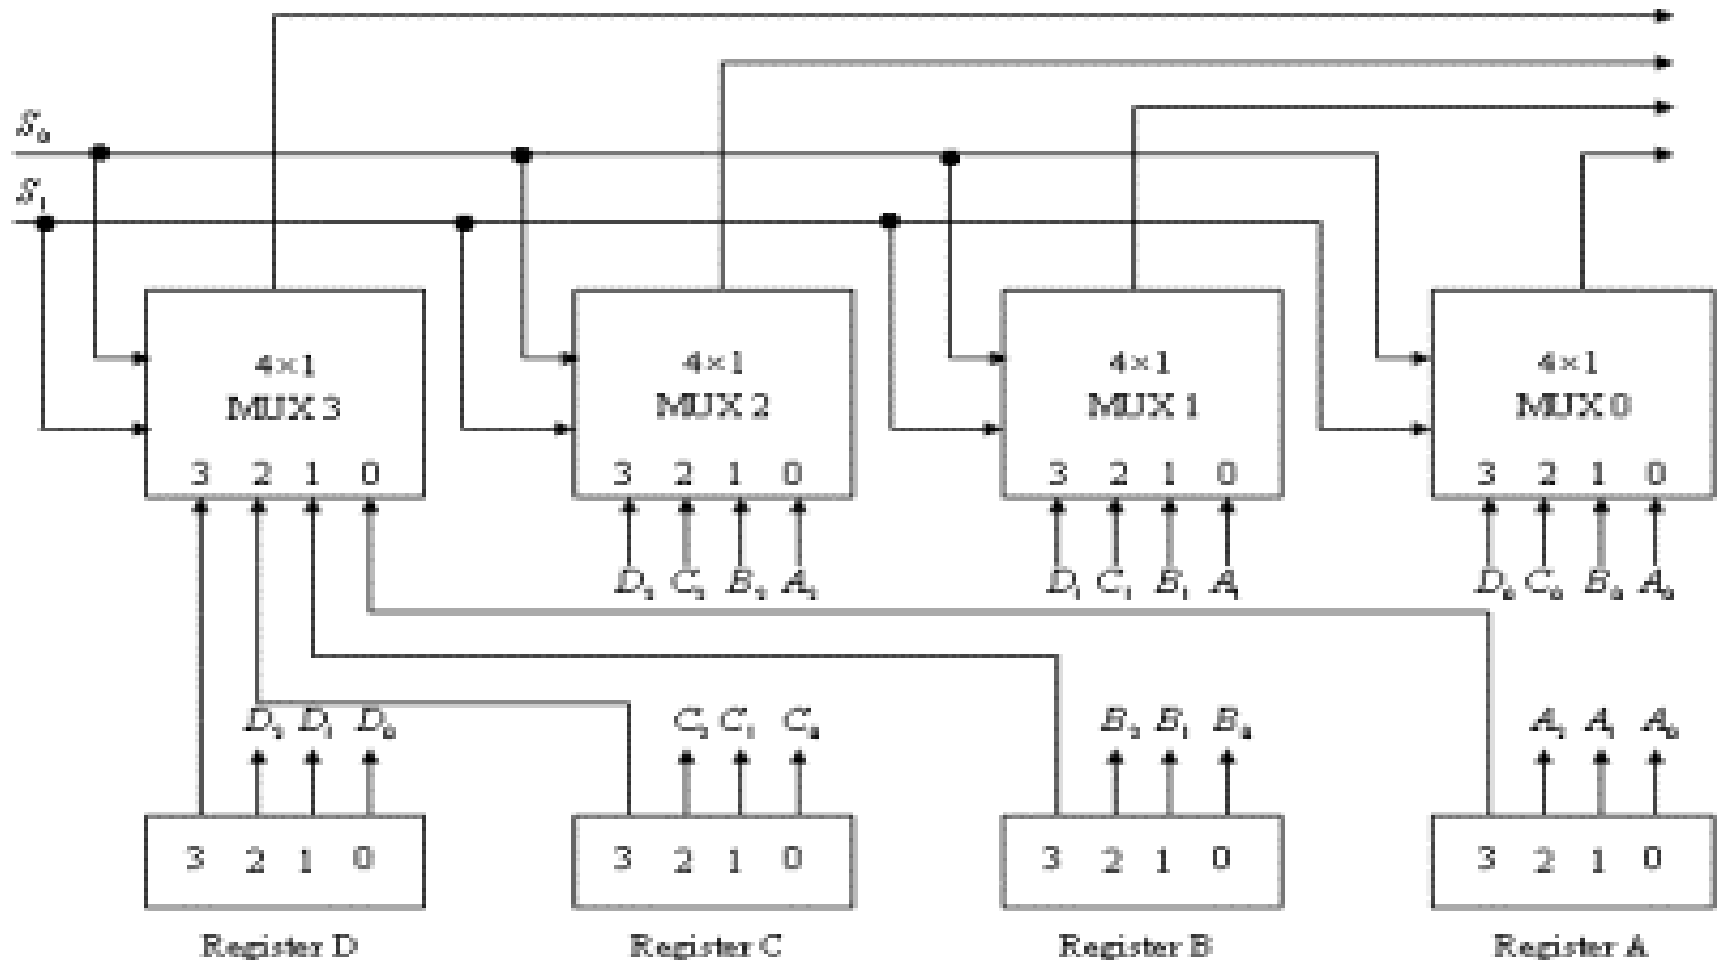 S₀
S₁
4×1 4×1 4×1 4×1
MUX 3 MUX 2 MUX 1 MUX 0
3 2 1 0 3 2 1 0 3 2 1 0 3 2 1 0
D₂ C₂ B₂ A₂ D₁ C₁ B₁ A₁ D₀ C₀ B₀ A₀
D₂ D₁ D₀ C₂ C₁ C₀ B₂ B₁ B₀ A₂ A₁ A₀
3 2 1 0 3 2 1 0 3 2 1 0 3 2 1 0
Register D Register C Register B Register A